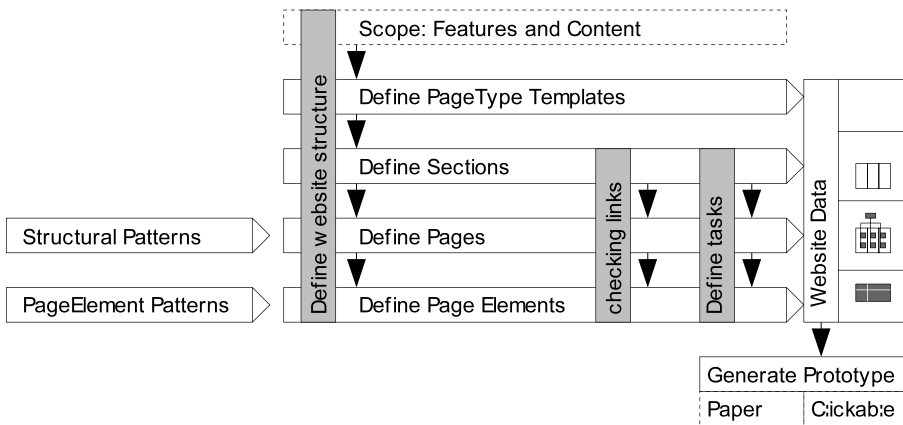 Scope: Features and Content
Define PageType Templates
Define Sections
Define Pages
Define Page Elements
Structural Patterns
PageElement Patterns
Define website structure
checking links
Define tasks
Website Data
Generate Prototype
Paper
Clickable